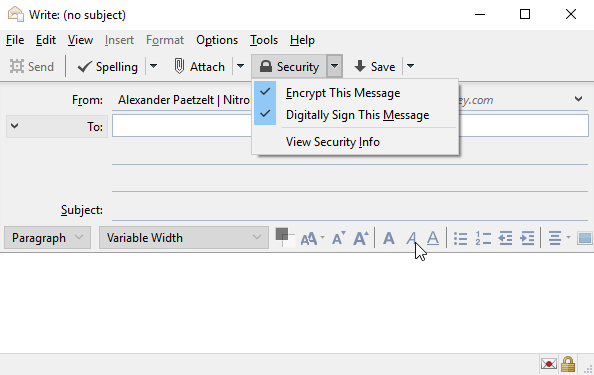 Write: (no subject)
File Edit View Insert Format Options Tools Help
Send Spelling Attach Security Save
Encrypt This Message
From: Alexander Paetzelt | Nitro ey.com
Digitally Sign This Message
To:
View Security Info
Subject:
Paragraph Variable Width